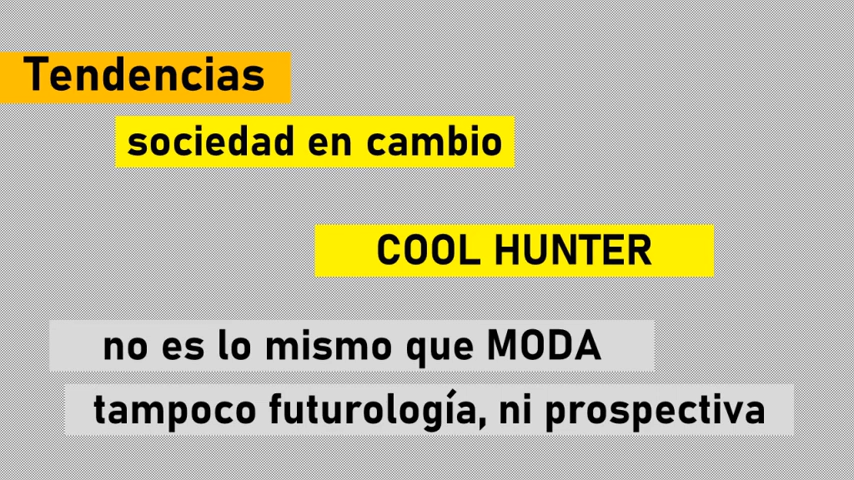 Tendencias
sociedad en cambio
COOL HUNTER
no es lo mismo que MODA
tampoco futurología, ni prospectiva